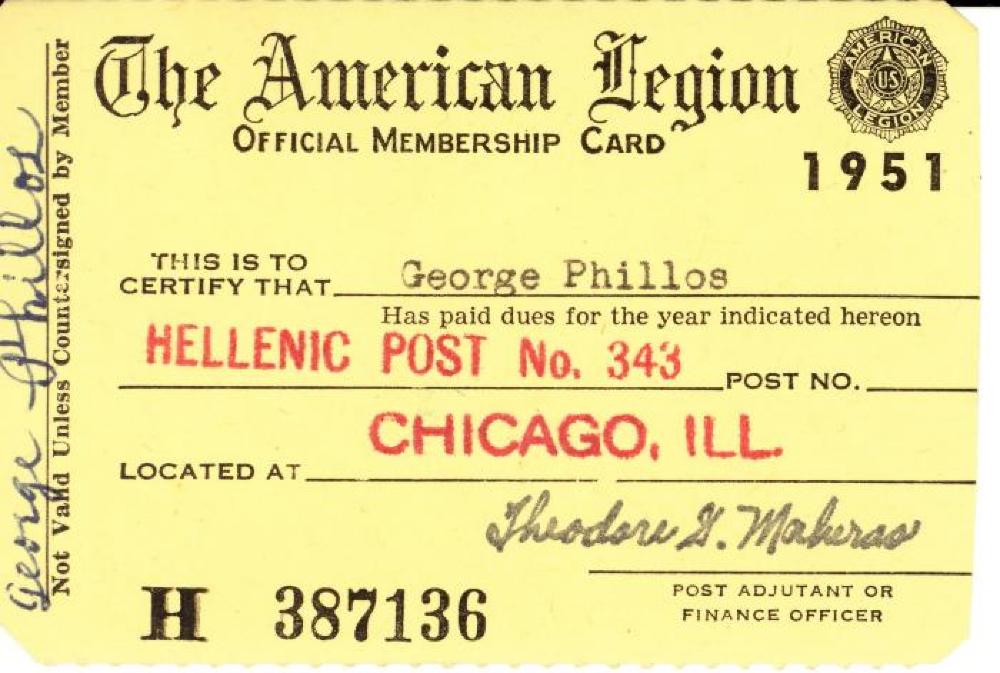 The American Legion
OFFICIAL MEMBERSHIP CARD
AMERICAN
US
LEGION
1951
THIS IS TO
CERTIFY THAT George Phillos
Has paid dues for the year indicated hereon
HELLENIC POST No. 343 POST NO.
CHICAGO, ILL.
LOCATED AT
Theodore G. Makeras
POST ADJUTANT OR
FINANCE OFFICER
H 387136
George Phillos
Not Valid Unless Countersigned by Member